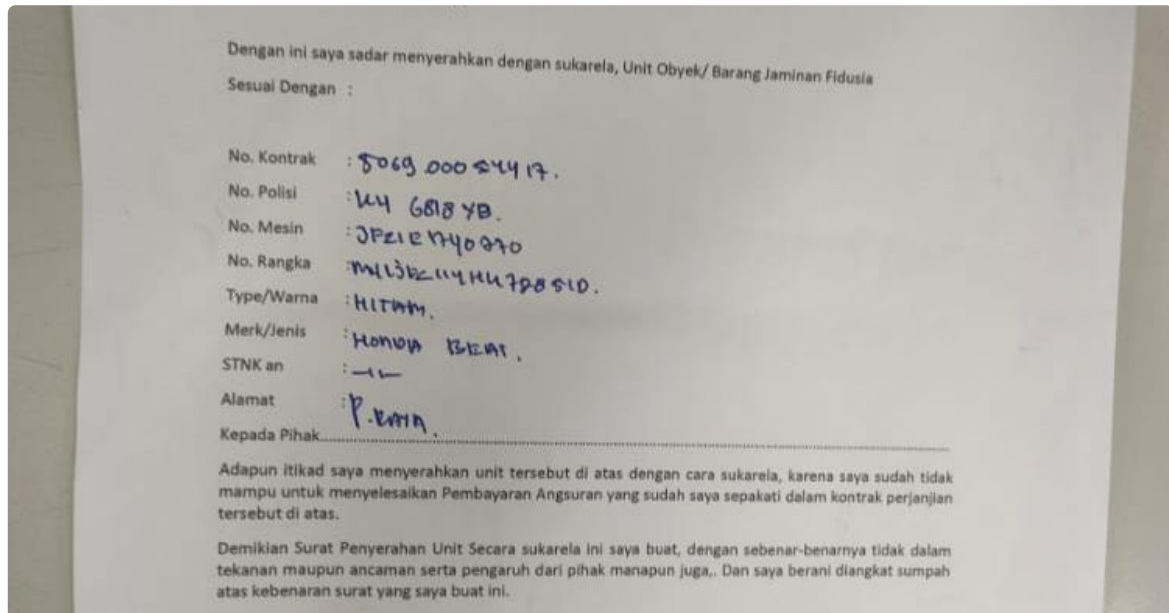 Dengan ini saya sadar menyerahkan dengan sukarela, Unit Obyek/ Barang Jaminan Fidusia
Sesuai Dengan :
No. Kontrak :
No. Polisi : 6818 YB.
No. Mesin :
No. Rangka :
Type/Warna : HITAM.
Merk/Jenis : HONDA BEAT.
STNK an :
Alamat : P. RAYA.
Kepada Pihak
Adapun itikad saya menyerahkan unit tersebut di atas dengan cara sukarela, karena saya sudah tidak
mampu untuk menyelesaikan Pembayaran Angsuran yang sudah saya sepakati dalam kontrak perjanjian
tersebut di atas.
Demikian Surat Penyerahan Unit Secara sukarela ini saya buat, dengan sebenar-benarnya tidak dalam
tekanan maupun ancaman serta pengaruh dari pihak manapun juga,. Dan saya berani diangkat sumpah
atas kebenaran surat yang saya buat ini.